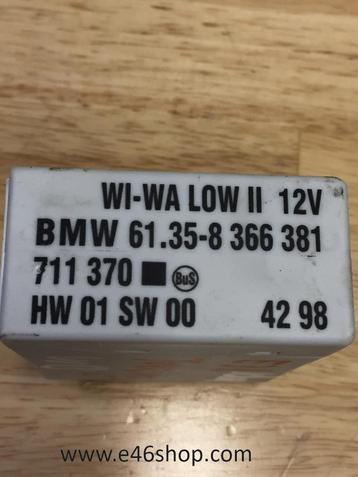 WI-WA LOW II 12V
BMW 61.35-8 366 381
711 370 BuS
HW 01 SW 00 42 98
www.e46shop.com